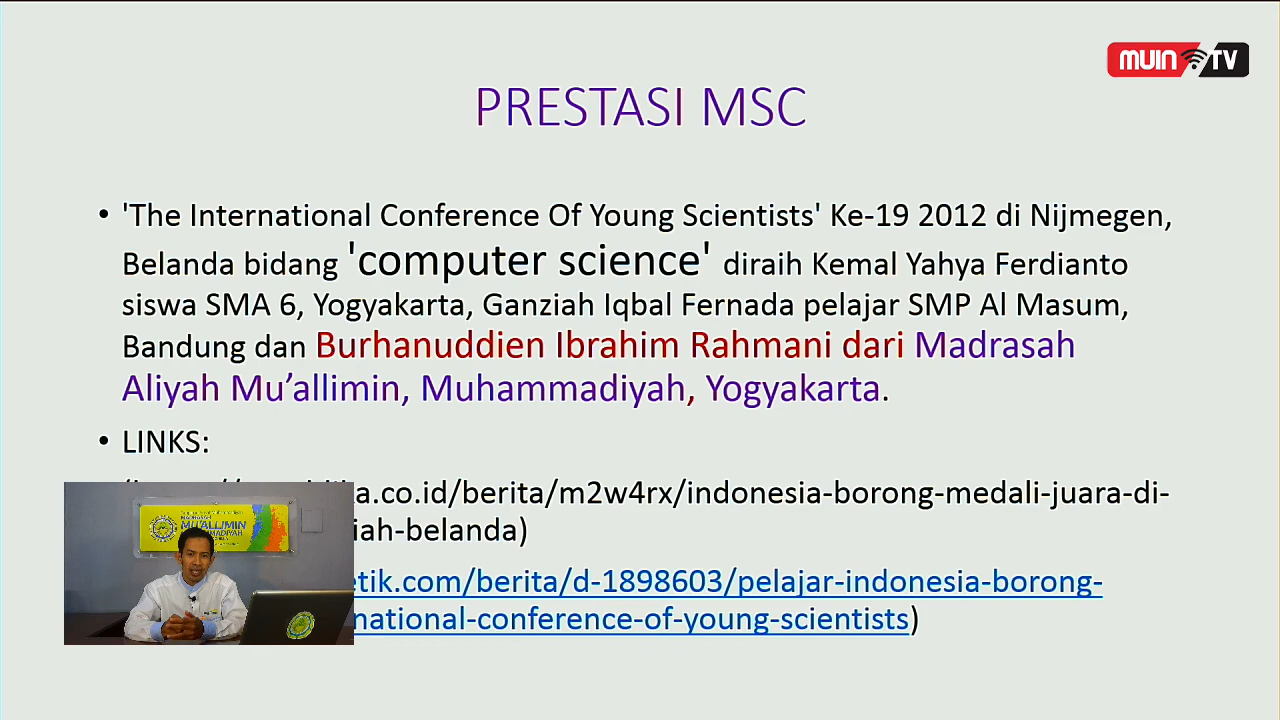 MUIN TV
PRESTASI MSC
• 'The International Conference Of Young Scientists' Ke-19 2012 di Nijmegen,
Belanda bidang 'computer science' diraih Kemal Yahya Ferdianto
siswa SMA 6, Yogyakarta, Ganziah Iqbal Fernada pelajar SMP Al Masum,
Bandung dan Burhanuddien Ibrahim Rahmani dari Madrasah
Aliyah Mu’allimin, Muhammadiyah, Yogyakarta.
• LINKS:
a.co.id/berita/m2w4rx/indonesia-borong-medali-juara-di-
iah-belanda)
etik.com/berita/d-1898603/pelajar-indonesia-borong-
national-conference-of-young-scientists)
MADRASAH
MU'ALLIMIN